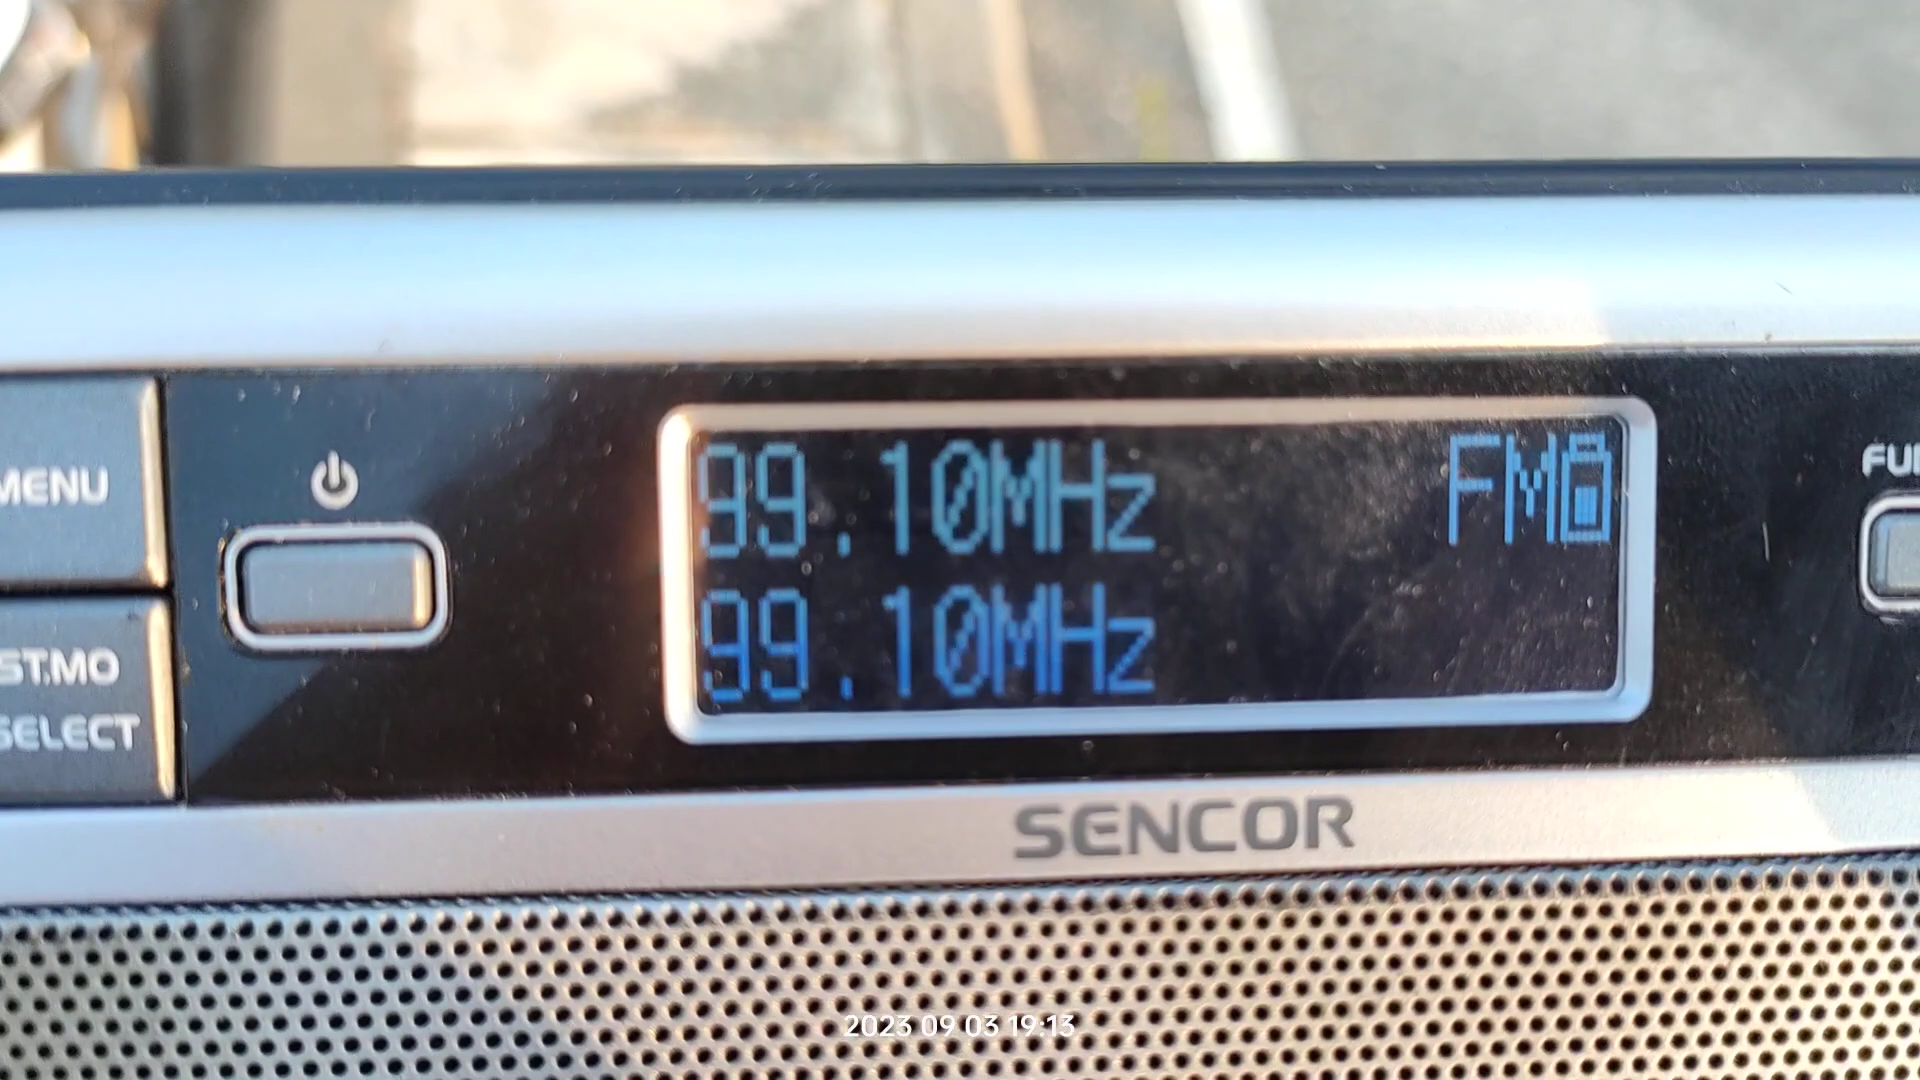 99.10MHz FM
99.10MHz
MENU
ST.MO
SELECT
SENCOR
2023 09 03 19:13